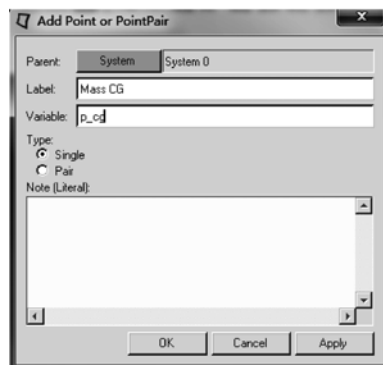 Add Point or PointPair
Parent: System System 0
Label: Mass CG
Variable: p_cg
Type:
Single
Pair
Note (Literal):
OK Cancel Apply